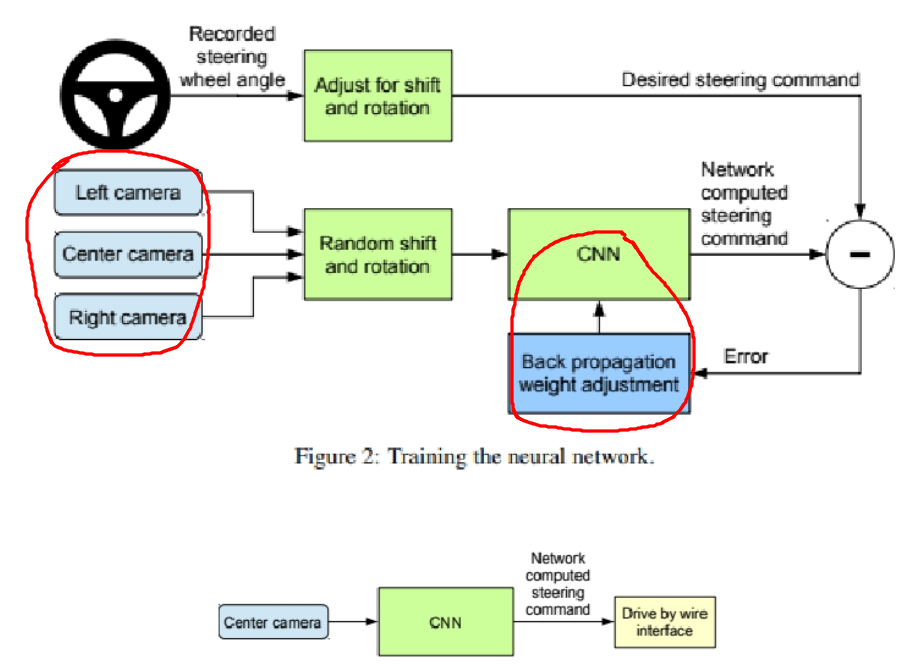 Recorded
steering
wheel angle
Adjust for shift
and rotation
Desired steering command
Left camera
Center camera
Right camera
Random shift
and rotation
CNN
Network
computed
steering
command
-
Back propagation
weight adjustment
Error
Figure 2: Training the neural network.
Center camera
CNN
Network
computed
steering
command
Drive by wire
interface